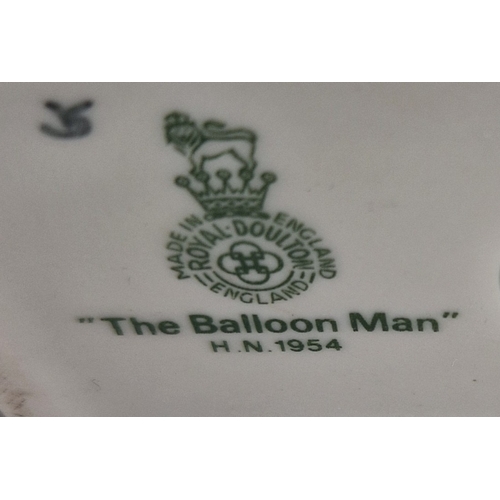 MADE IN ENGLAND
ROYAL·DOULTON
ENGLAND
"The Balloon Man"
H.N.1954